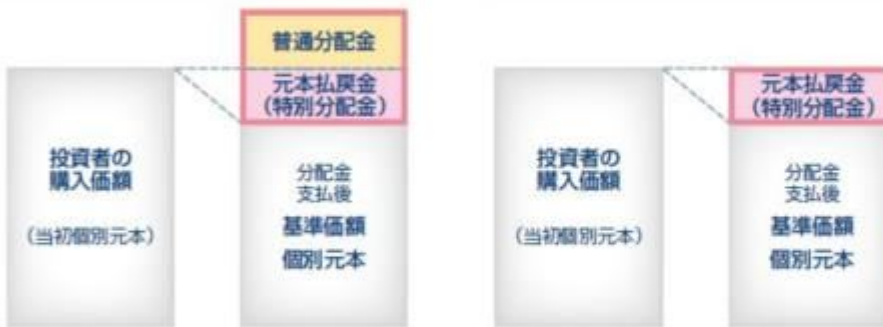 普通分配金
元本払戻金
（特別分配金）
投資者の
購入価額
（当初個別元本）
分配金
支払後
基準価額
個別元本
元本払戻金
（特別分配金）
投資者の
購入価額
（当初個別元本）
分配金
支払後
基準価額
個別元本